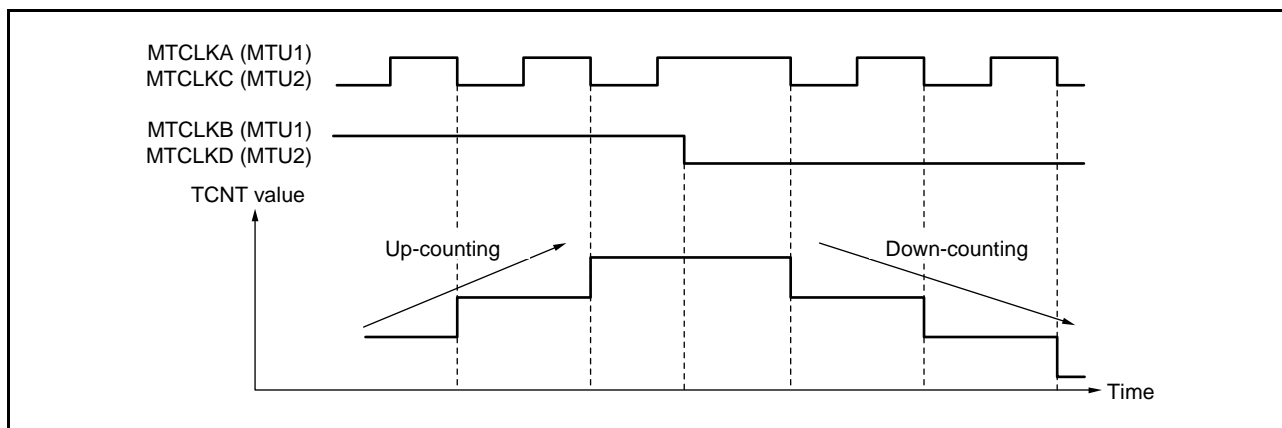 MTCLKA (MTU1)
MTCLKC (MTU2)
MTCLKB (MTU1)
MTCLKD (MTU2)
TCNT value
Up-counting
Down-counting
Time